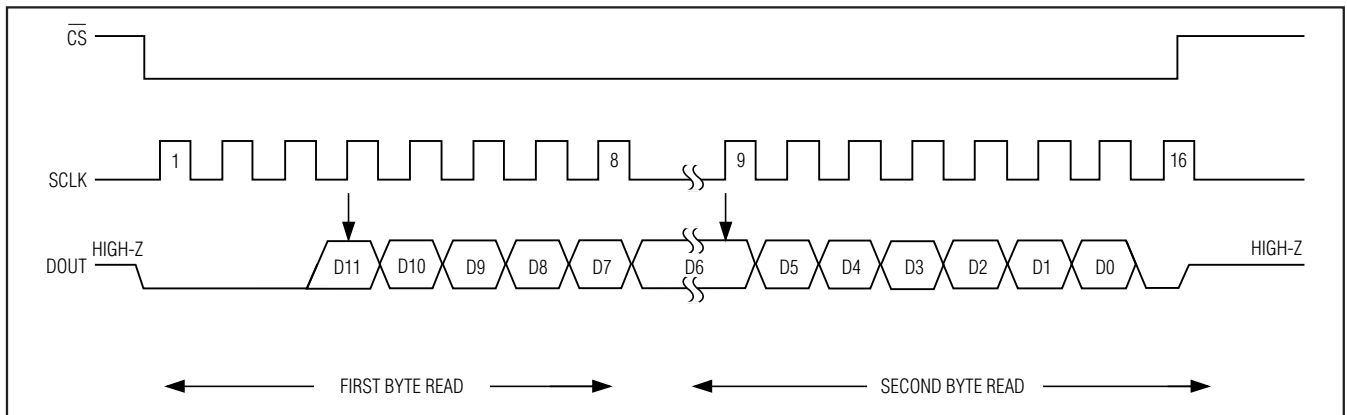 CS
1 8 9 16
SCLK
HIGH-Z HIGH-Z
DOUT D11 D10 D9 D8 D7 D6 D5 D4 D3 D2 D1 D0
FIRST BYTE READ SECOND BYTE READ